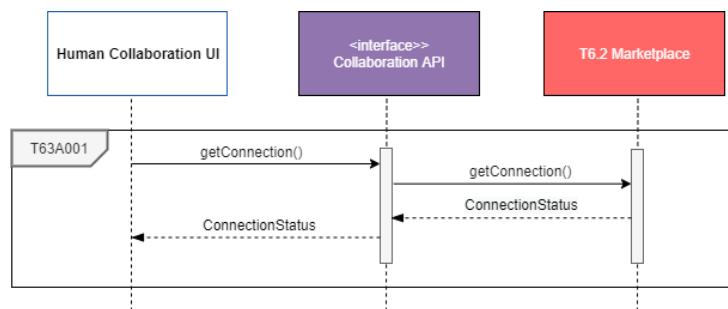 Human Collaboration UI
<interface>>
Collaboration API
T6.2 Marketplace
T63A001
getConnection()
getConnection()
ConnectionStatus
ConnectionStatus